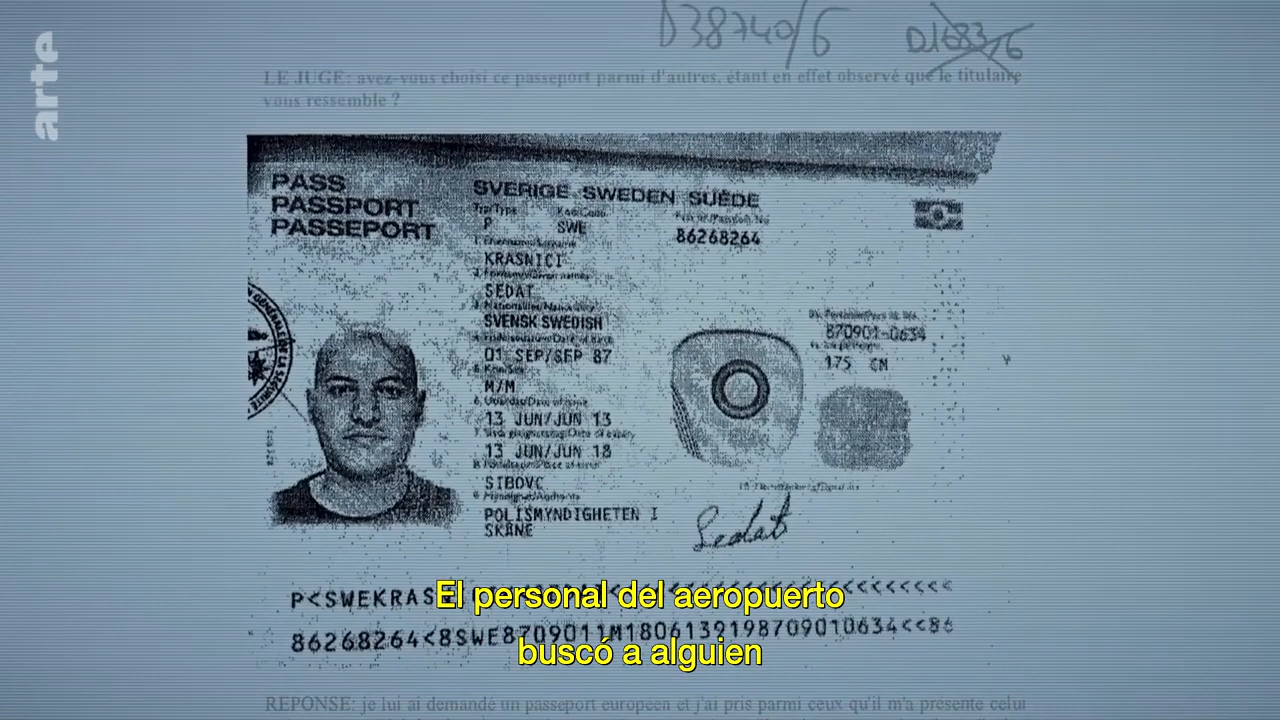 D38740/6 D1683/6
arte
LE JUGE: avez-vous choisi ce passeport parmi d'autres, étant en effet observé que le titulaire
vous ressemble ?
PASS
PASSPORT
PASSEPORT
SVERIGE SWEDEN SUÈDE
P SWE 86268264
KRASNICI
SEDAT
SVENSK SWEDISH
01 SEP/SEP 87
M/M
13 JUN/JUN 13
13 JUN/JUN 18
SIBOVC
POLISMYNDIGHETEN I
SKÅNE
870901-0634
175 CM
Sedat
P<SWEKRAS
86268264<8SWE8709011M1806139198709010634<<86
El personal del aeropuerto
buscó a alguien
REPONSE: je lui ai demandé un passeport européen et j'ai pris parmi ceux qu'il m'a présenté celui